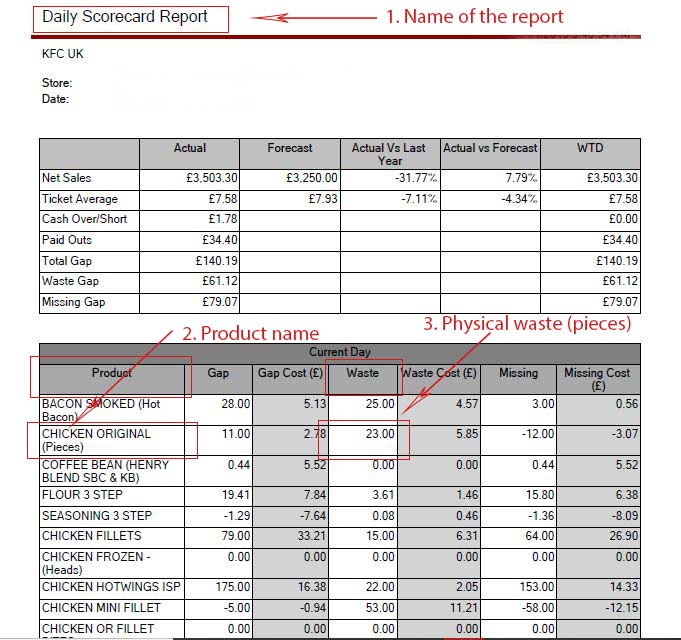 Daily Scorecard Report
1. Name of the report
KFC UK
Store:
Date:
Actual Forecast Actual Vs Last Year Actual vs Forecast WTD
Net Sales £3,503.30 £3,250.00 -31.77% 7.79% £3,503.30
Ticket Average £7.58 £7.93 -7.11% -4.34% £7.58
Cash Over/Short £1.78 £0.00
Paid Outs £34.40 £34.40
Total Gap £140.19 £140.19
Waste Gap £61.12 £61.12
Missing Gap £79.07 £79.07
2. Product name
3. Physical waste (pieces)
Current Day
Product Gap Gap Cost (£) Waste Waste Cost (£) Missing Missing Cost (£)
BACON SMOKED (Hot Bacon) 28.00 5.13 25.00 4.57 3.00 0.56
CHICKEN ORIGINAL (Pieces) 11.00 2.78 23.00 5.85 -12.00 -3.07
COFFEE BEAN (HENRY BLEND SBC & KB) 0.44 5.52 0.00 0.00 0.44 5.52
FLOUR 3 STEP 19.41 7.84 3.61 1.46 15.80 6.38
SEASONING 3 STEP -1.29 -7.64 0.08 0.46 -1.36 -8.09
CHICKEN FILLETS 79.00 33.21 15.00 6.31 64.00 26.90
CHICKEN FROZEN - (Heads) 0.00 0.00 0.00 0.00 0.00 0.00
CHICKEN HOTWINGS ISP 175.00 16.38 22.00 2.05 153.00 14.33
CHICKEN MINI FILLET -5.00 -0.94 53.00 11.21 -58.00 -12.15
CHICKEN OR FILLET 0.00 0.00 0.00 0.00 0.00 0.00